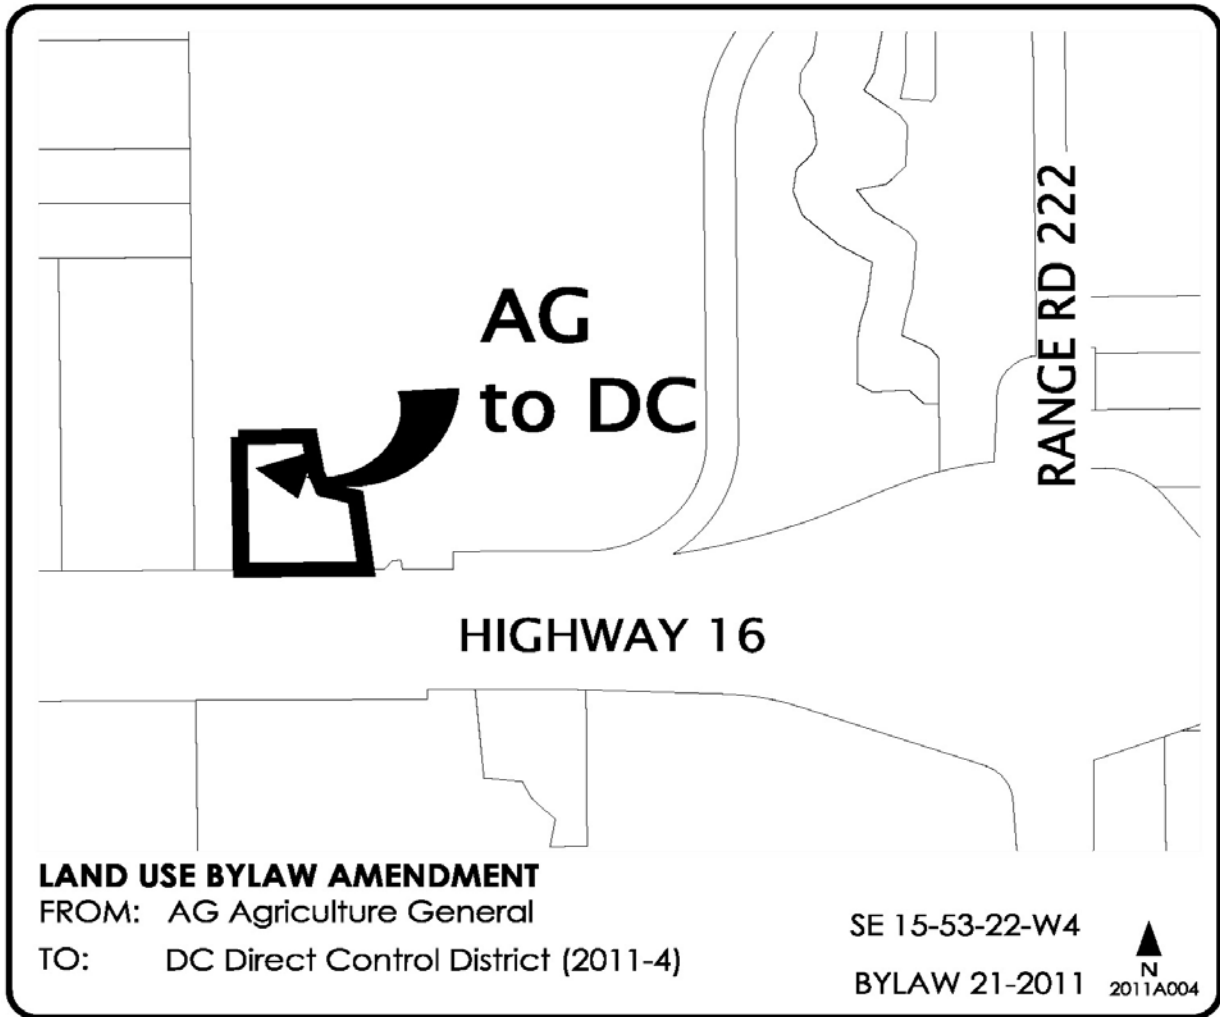 AG
to DC
RANGE RD 222
HIGHWAY 16
LAND USE BYLAW AMENDMENT
FROM: AG Agriculture General
TO: DC Direct Control District (2011-4)
SE 15-53-22-W4
BYLAW 21-2011
N
2011A004